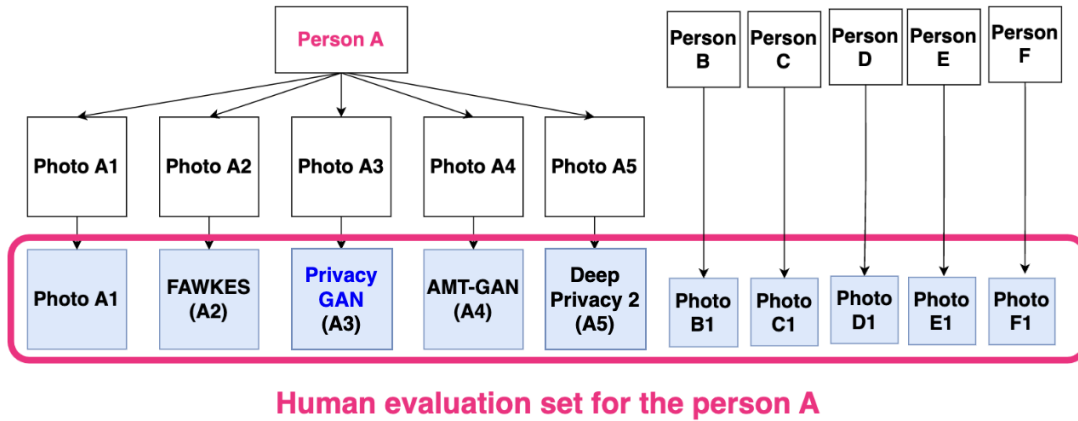 Person A
Person
B
Person
C
Person
D
Person
E
Person
F
Photo A1
Photo A2
Photo A3
Photo A4
Photo A5
Photo A1
FAWKES
(A2)
Privacy
GAN
(A3)
AMT-GAN
(A4)
Deep
Privacy 2
(A5)
Photo
B1
Photo
C1
Photo
D1
Photo
E1
Photo
F1
Human evaluation set for the person A